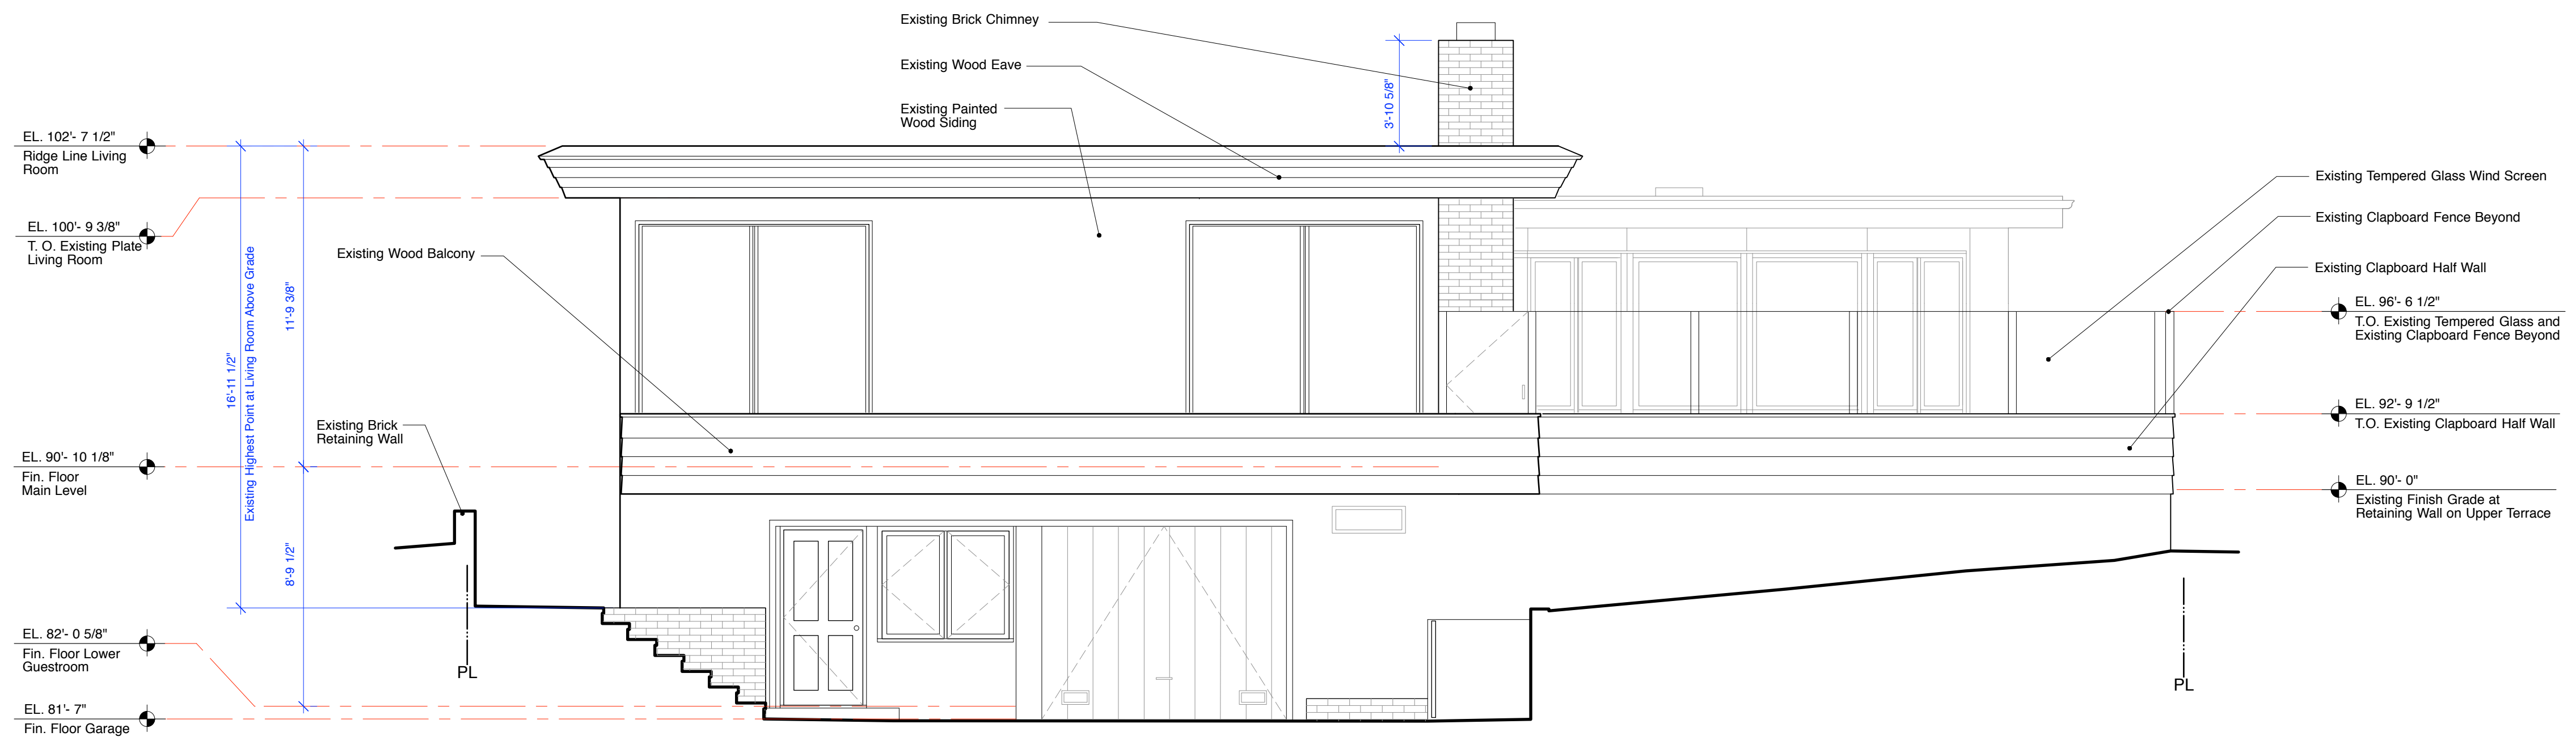 Existing Brick Chimney
Existing Wood Eave
Existing Painted
Wood Siding
3'-10 5/8"
EL. 102'- 7 1/2"
Ridge Line Living
Room
EL. 100'- 9 3/8"
T. O. Existing Plate
Living Room
Existing Wood Balcony
16'-11 1/2"
Existing Highest Point at Living Room Above Grade
11'-9 3/8"
8'-9 1/2"
Existing Brick
Retaining Wall
EL. 90'- 10 1/8"
Fin. Floor
Main Level
EL. 82'- 0 5/8"
Fin. Floor Lower
Guestroom
EL. 81'- 7"
Fin. Floor Garage
PL
Existing Tempered Glass Wind Screen
Existing Clapboard Fence Beyond
Existing Clapboard Half Wall
EL. 96'- 6 1/2"
T.O. Existing Tempered Glass and
Existing Clapboard Fence Beyond
EL. 92'- 9 1/2"
T.O. Existing Clapboard Half Wall
EL. 90'- 0"
Existing Finish Grade at
Retaining Wall on Upper Terrace
PL